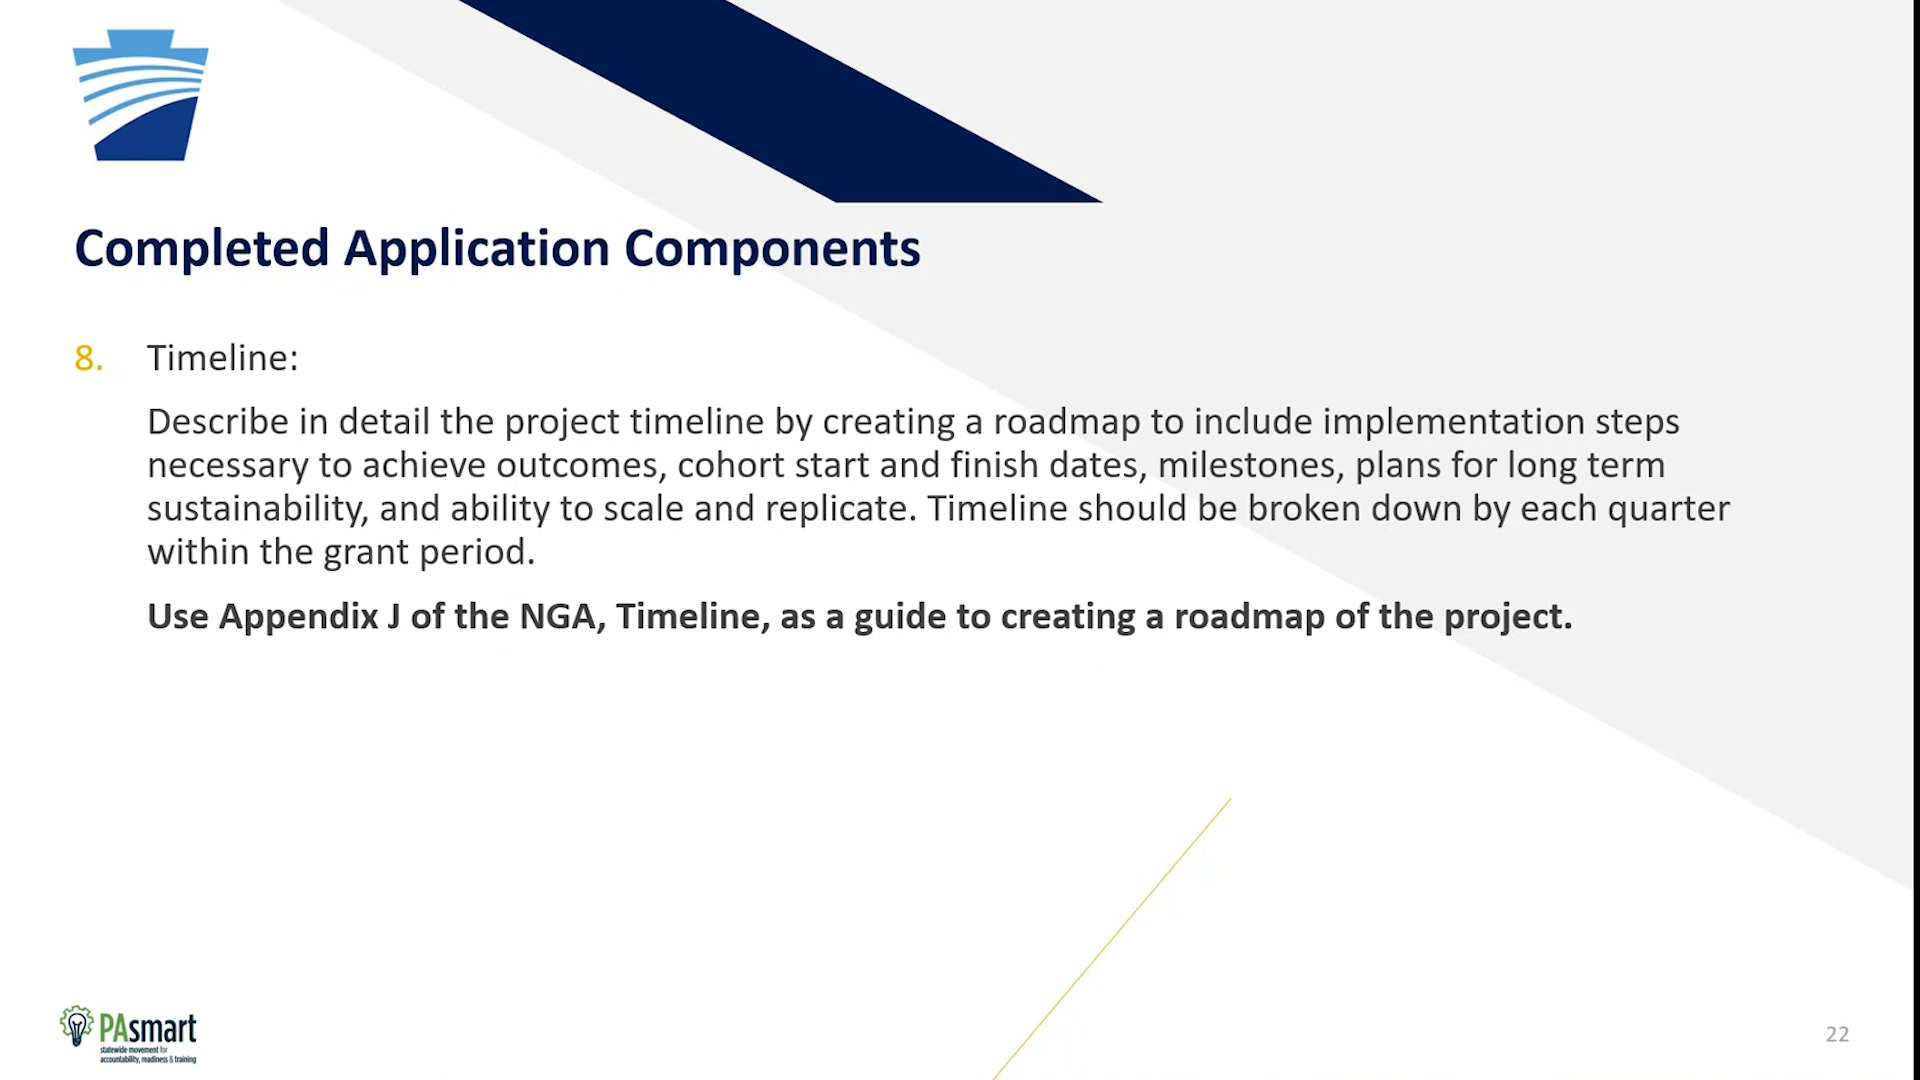 Completed Application Components
8. Timeline:
Describe in detail the project timeline by creating a roadmap to include implementation steps
necessary to achieve outcomes, cohort start and finish dates, milestones, plans for long term
sustainability, and ability to scale and replicate. Timeline should be broken down by each quarter
within the grant period.
Use Appendix J of the NGA, Timeline, as a guide to creating a roadmap of the project.
PAsmart
statewide movement for
accountability, readiness & training
22